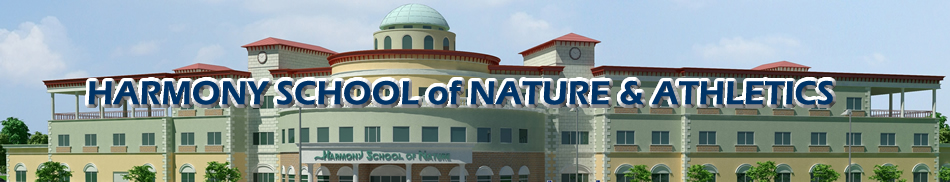 HARMONY SCHOOL of NATURE & ATHLETICS
HARMONY SCHOOL OF NATURE